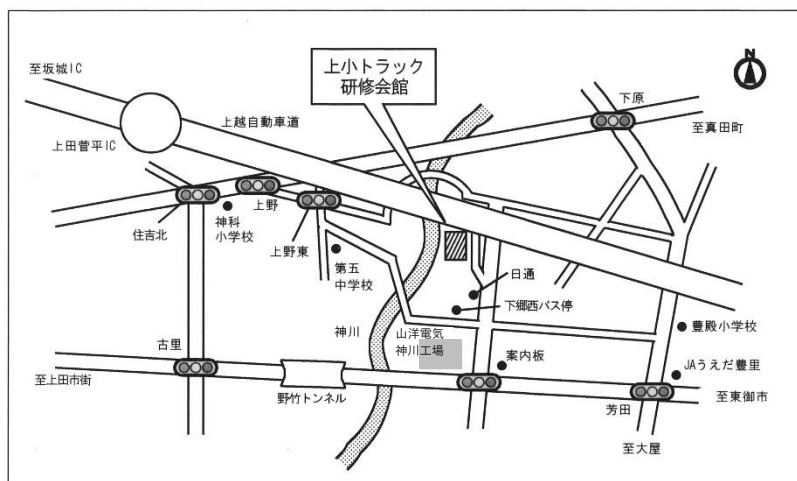 至坂城IC
上田菅平IC
上越自動車道
上小トラック
研修会館
N
下原
至真田町
住吉北
神科
小学校
上野
上野東
第五
中学校
日通
下郷西バス停
神川
山洋電気
神川工場
古里
案内板
豊殿小学校
JAうえだ豊里
至上田市街
野竹トンネル
芳田
至東御市
至大屋